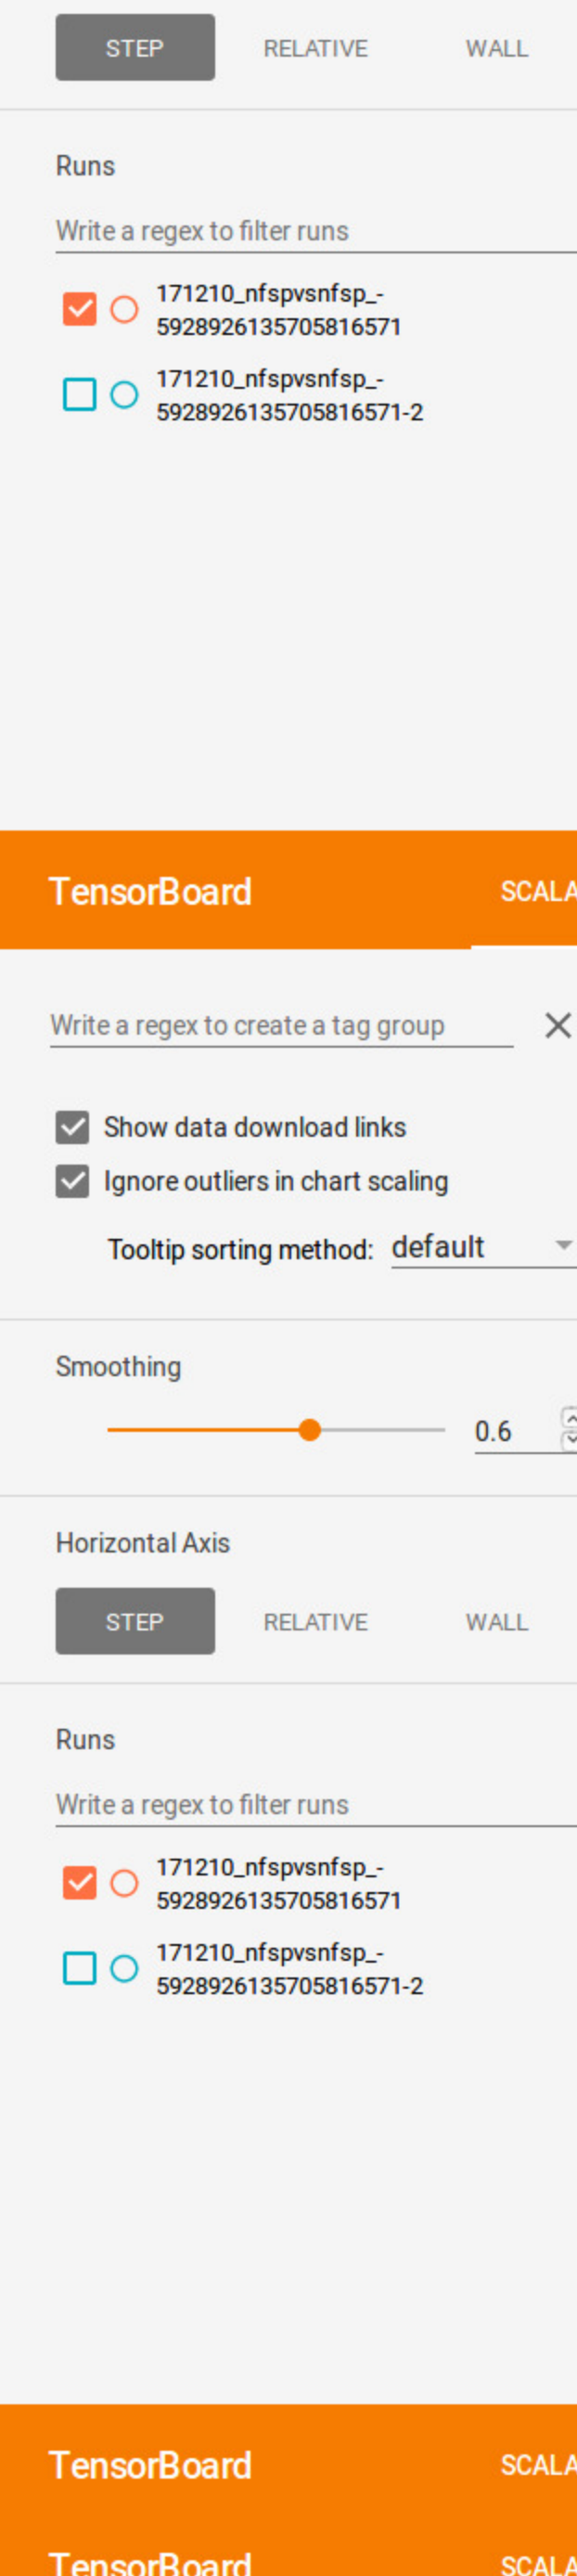 STEP RELATIVE WALL
Runs
Write a regex to filter runs
171210_nfspvsnfsp_-
5928926135705816571
171210_nfspvsnfsp_-
5928926135705816571-2
TensorBoard SCALA
Write a regex to create a tag group
Show data download links
Ignore outliers in chart scaling
Tooltip sorting method: default
Smoothing
0.6
Horizontal Axis
STEP RELATIVE WALL
Runs
Write a regex to filter runs
171210_nfspvsnfsp_-
5928926135705816571
171210_nfspvsnfsp_-
5928926135705816571-2
TensorBoard SCALA
TensorBoard SCALA